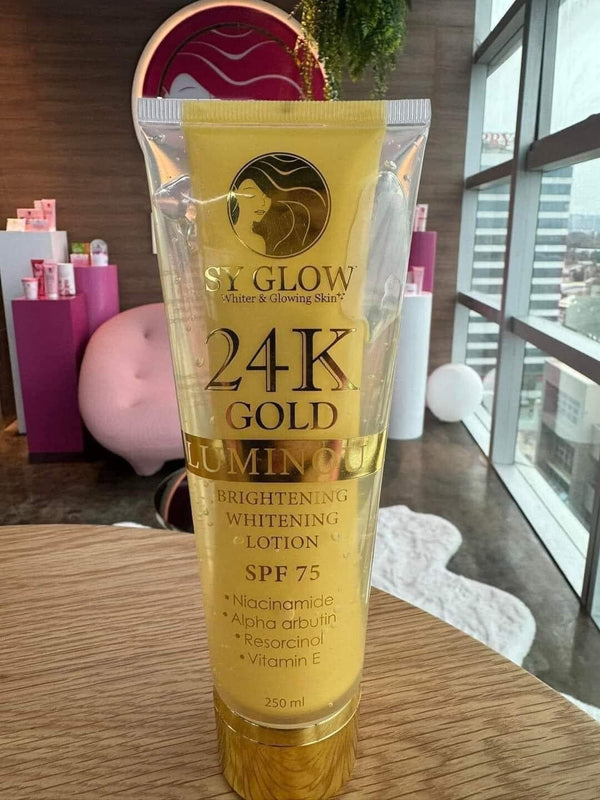 SY GLOW
Whiter & Glowing Skin
24K
GOLD
LUMINOU
BRIGHTENING
WHITENING
LOTION
SPF 75
• Niacinamide
• Alpha arbutin
• Resorcinol
• Vitamin E
250 ml